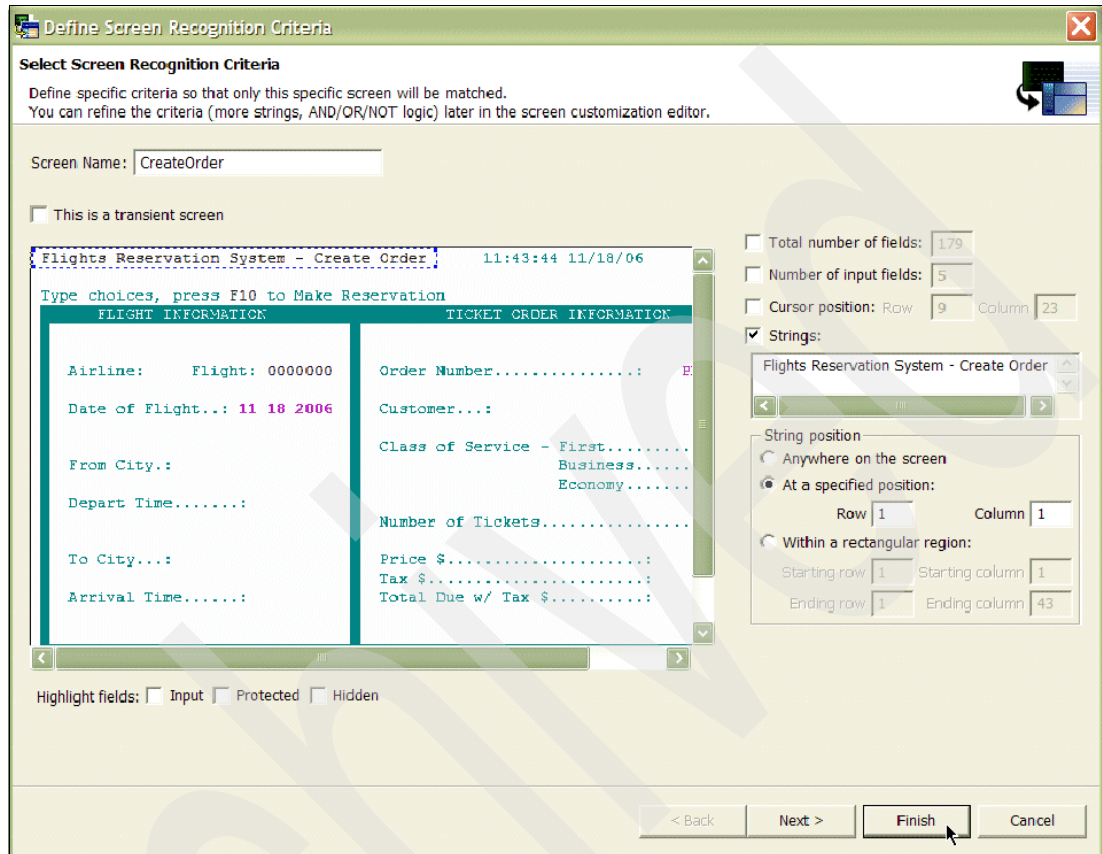 Define Screen Recognition Criteria
Select Screen Recognition Criteria
Define specific criteria so that only this specific screen will be matched.
You can refine the criteria (more strings, AND/OR/NOT logic) later in the screen customization editor.
Screen Name: CreateOrder
This is a transient screen
Flights Reservation System - Create Order 11:43:44 11/18/06
Type choices, press F10 to Make Reservation
FLIGHT INFORMATION TICKET ORDER INFORMATION
Airline: Flight: 0000000 Order Number...............:
Date of Flight..: 11 18 2006 Customer...:
Class of Service - First.........
From City.: Business......
Economy.......
Depart Time.......:
Number of Tickets................
To City...: Price $......................:
Tax $........................:
Arrival Time......: Total Due w/ Tax $..........:
Highlight fields: Input Protected Hidden
Total number of fields: 179
Number of input fields: 5
Cursor position: Row 9 Column 23
Strings:
Flights Reservation System - Create Order
String position
Anywhere on the screen
At a specified position:
Row 1 Column 1
Within a rectangular region:
Starting row 1 Starting column 1
Ending row 1 Ending column 43
< Back Next > Finish Cancel